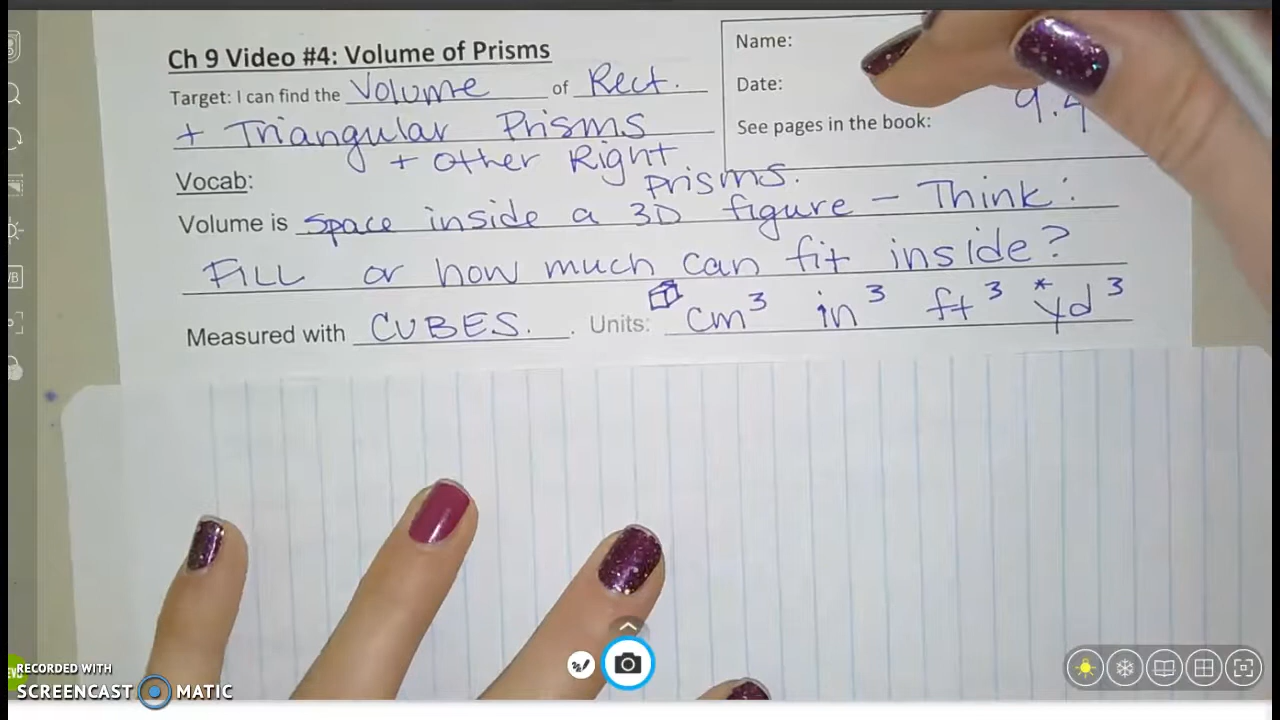 Ch 9 Video #4: Volume of Prisms
Target: I can find the Volume of Rect.
+ Triangular Prisms
+ other Right
prisms.
Name:
Date:
See pages in the book: 9.4
Vocab:
Volume is space inside a 3D figure - Think:
FILL or how much can fit inside?
Measured with CUBES. . Units: cm³ in³ ft³ *yd³
RECORDED WITH
SCREENCAST MATIC